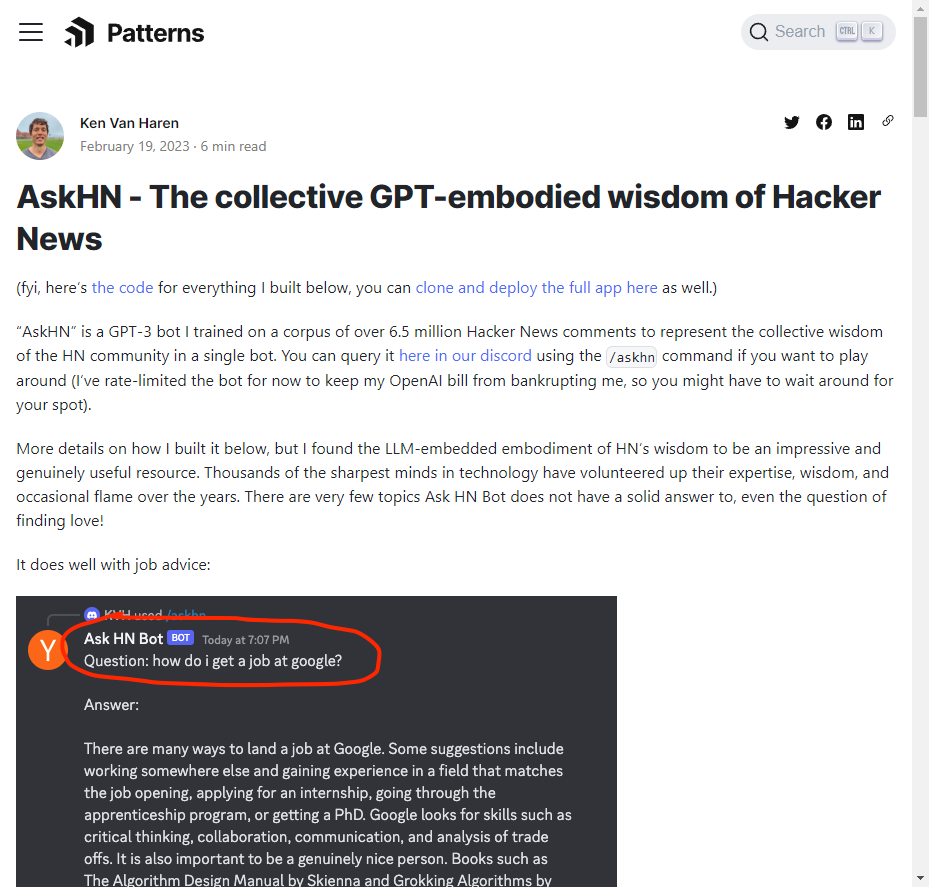 Patterns
Search CTRL K
Ken Van Haren
February 19, 2023 · 6 min read
AskHN - The collective GPT-embodied wisdom of Hacker
News
(fyi, here’s the code for everything I built below, you can clone and deploy the full app here as well.)
“AskHN” is a GPT-3 bot I trained on a corpus of over 6.5 million Hacker News comments to represent the collective wisdom
of the HN community in a single bot. You can query it here in our discord using the /askhn command if you want to play
around (I’ve rate-limited the bot for now to keep my OpenAI bill from bankrupting me, so you might have to wait around for
your spot).
More details on how I built it below, but I found the LLM-embedded embodiment of HN’s wisdom to be an impressive and
genuinely useful resource. Thousands of the sharpest minds in technology have volunteered up their expertise, wisdom, and
occasional flame over the years. There are very few topics Ask HN Bot does not have a solid answer to, even the question of
finding love!
It does well with job advice:
KVH used /askhn
Y
Ask HN Bot BOT Today at 7:07 PM
Question: how do i get a job at google?
Answer:
There are many ways to land a job at Google. Some suggestions include
working somewhere else and gaining experience in a field that matches
the job opening, applying for an internship, going through the
apprenticeship program, or getting a PhD. Google looks for skills such as
critical thinking, collaboration, communication, and analysis of trade
offs. It is also important to be a genuinely nice person. Books such as
The Algorithm Design Manual by Skienna and Grokking Algorithms by